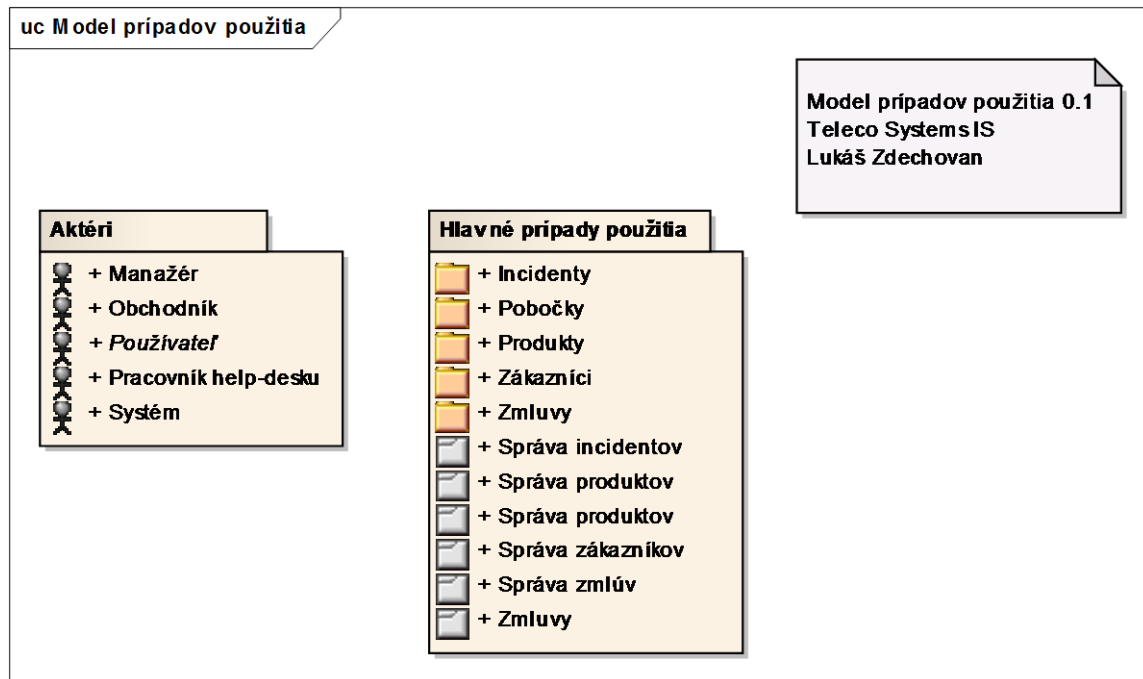 uc Model prípadov použitia
Model prípadov použitia 0.1
Teleco Systems IS
Lukáš Zdechovan
Aktéri
+ Manažér
+ Obchodník
+ Používateľ
+ Pracovník help-desku
+ Systém
Hlavné prípady použitia
+ Incidenty
+ Pobočky
+ Produkty
+ Zákazníci
+ Zmluvy
+ Správa incidentov
+ Správa produktov
+ Správa produktov
+ Správa zákazníkov
+ Správa zmlúv
+ Zmluvy